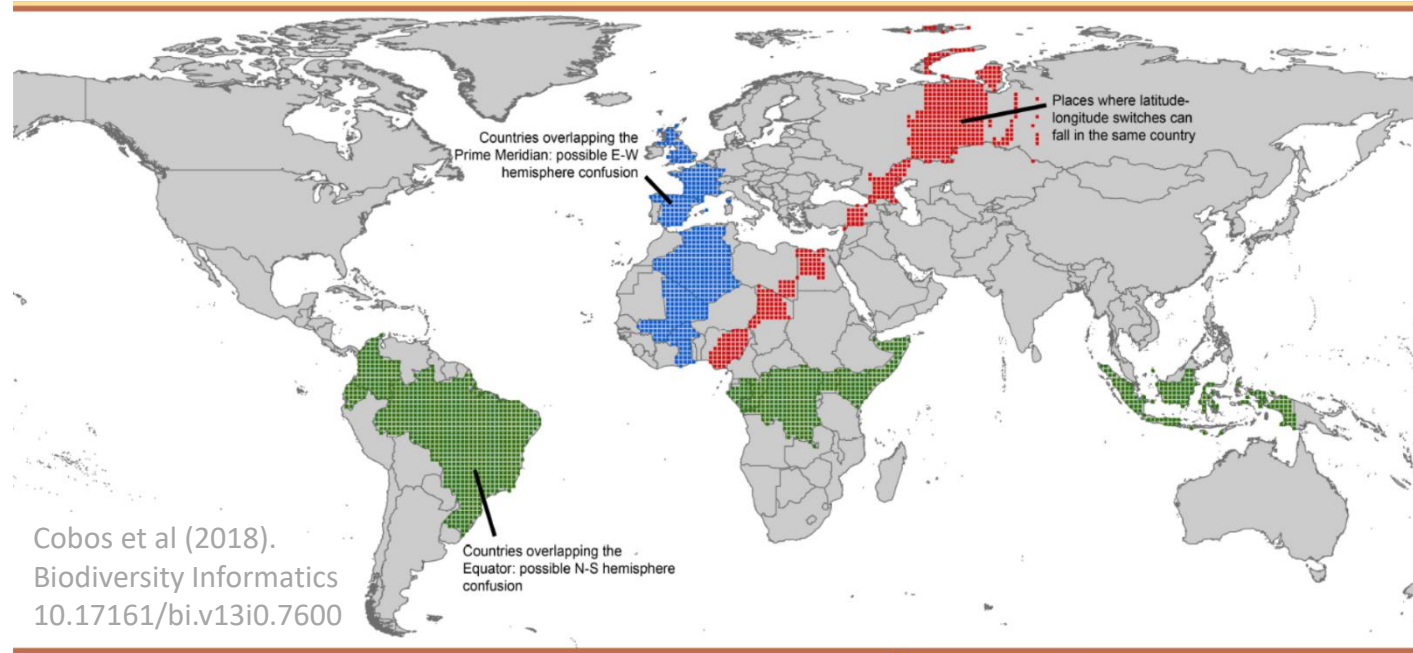 Places where latitude-
longitude switches can
fall in the same country
Countries overlapping the
Prime Meridian: possible E-W
hemisphere confusion
Countries overlapping the
Equator: possible N-S hemisphere
confusion
Cobos et al (2018).
Biodiversity Informatics
10.17161/bi.v13i0.7600